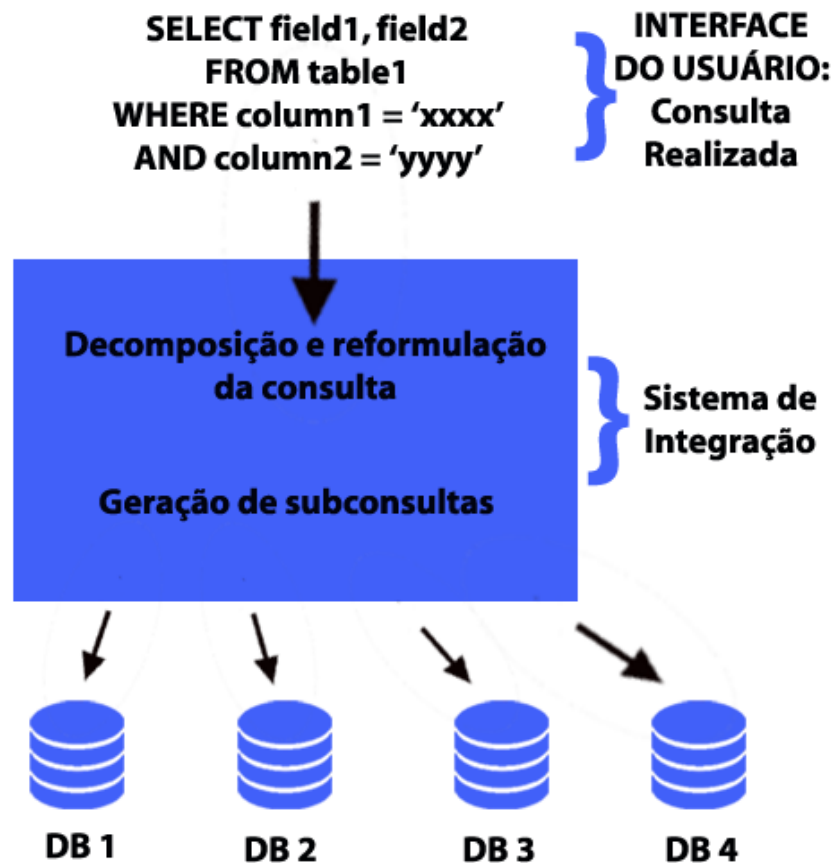 SELECT field1, field2
FROM table1
WHERE column1 = ‘xxxx’
AND column2 = ‘yyyy’
INTERFACE
DO USUÁRIO:
Consulta
Realizada
Decomposição e reformulação
da consulta
Geração de subconsultas
Sistema de
Integração
DB 1
DB 2
DB 3
DB 4